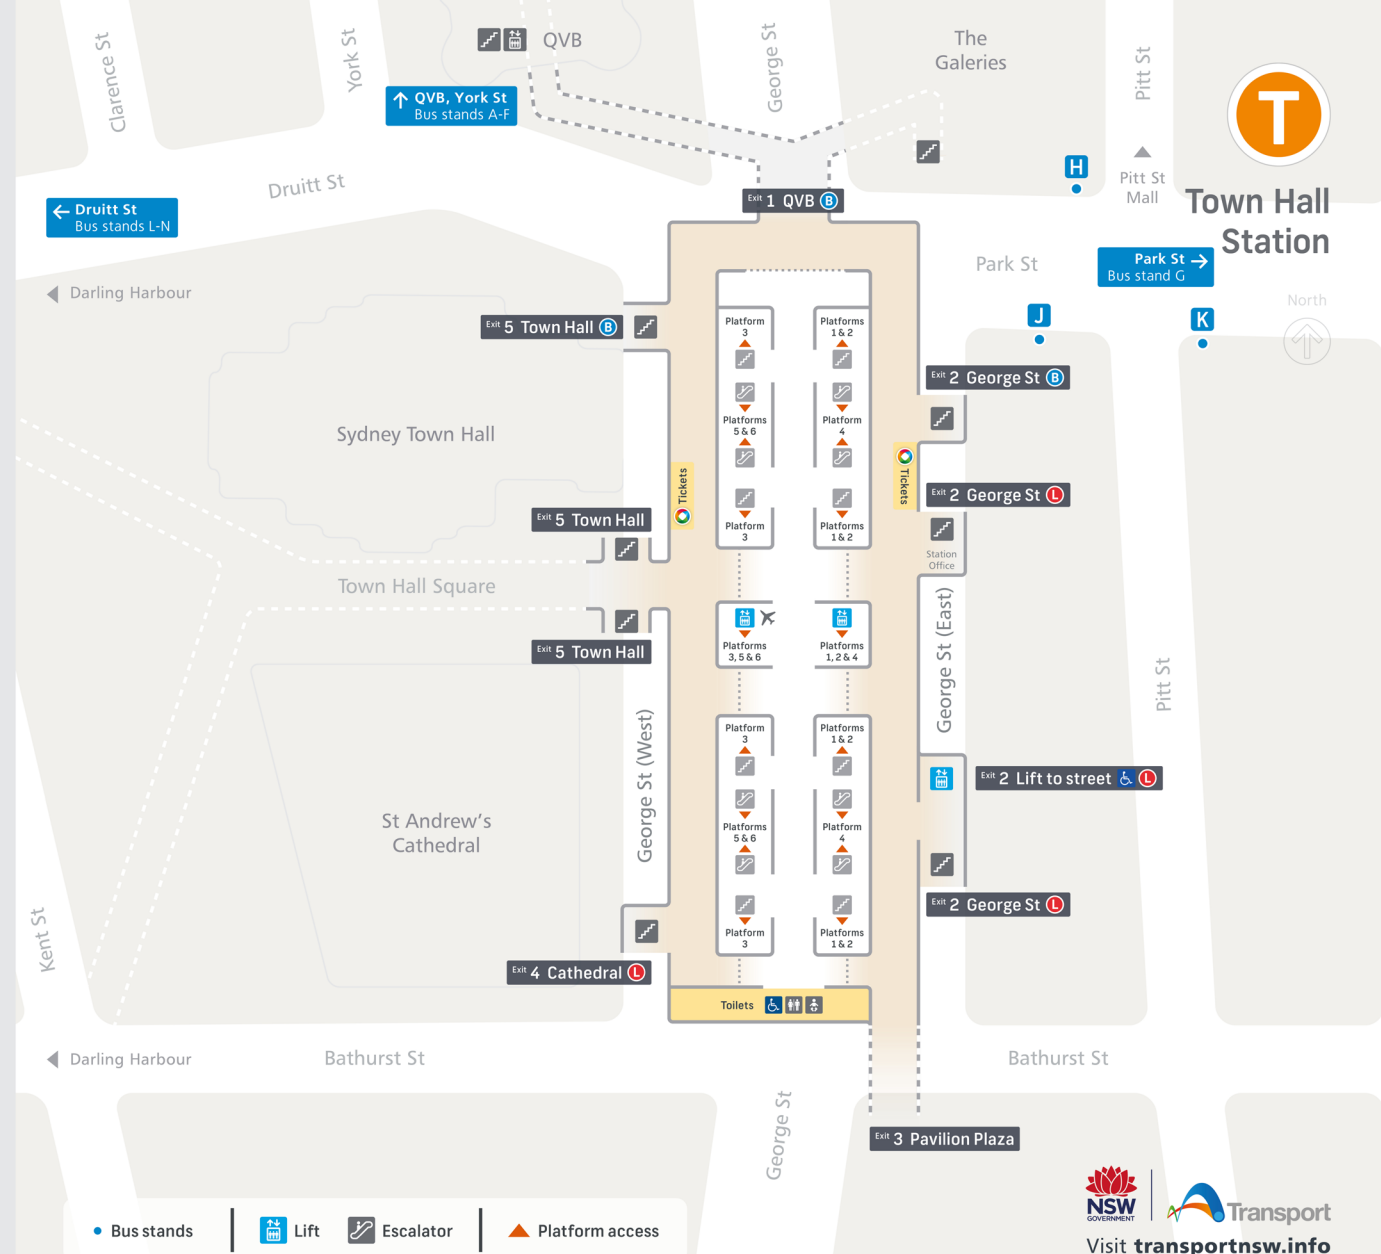 Clarence St
York St
QVB
George St
The
Galeries
Pitt St
T
↑ QVB, York St
Bus stands A-F
H
Pitt St
Mall
Druitt St
← Druitt St
Bus stands L-N
Exit 1 QVB B
Town Hall
Station
Park St
Park St →
Bus stand G
Darling Harbour
North
J
K
Exit 5 Town Hall B
Platform
3
Platforms
1 & 2
Exit 2 George St B
Platforms
5 & 6
Platform
4
Sydney Town Hall
Tickets
Tickets
Exit 2 George St L
Exit 5 Town Hall
Platform
3
Platforms
1 & 2
Station
Office
Town Hall Square
Exit 5 Town Hall
Platforms
3, 5 & 6
Platforms
1, 2 & 4
George St (East)
Pitt St
George St (West)
Platform
3
Platforms
1 & 2
Exit 2 Lift to street L
St Andrew's
Cathedral
Platforms
5 & 6
Platform
4
Exit 2 George St L
Kent St
Platform
3
Platforms
1 & 2
Exit 4 Cathedral L
Toilets
Darling Harbour
Bathurst St
Bathurst St
George St
Exit 3 Pavilion Plaza
NSW
GOVERNMENT
Transport
Bus stands
Lift
Escalator
Platform access
Visit transportnsw.info